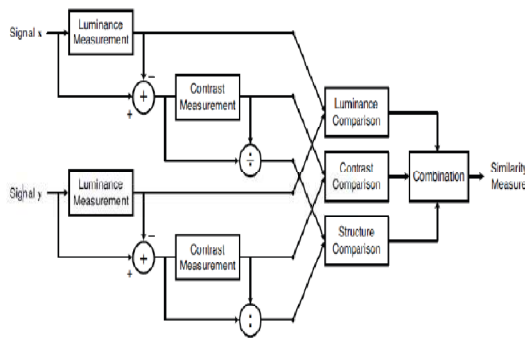 Signal x
Luminance
Measurement
−
+
+
Contrast
Measurement
÷
Luminance
Comparison
Signal y
Luminance
Measurement
−
+
+
Contrast
Measurement
÷
Contrast
Comparison
Structure
Comparison
Combination
Similarity
Measure